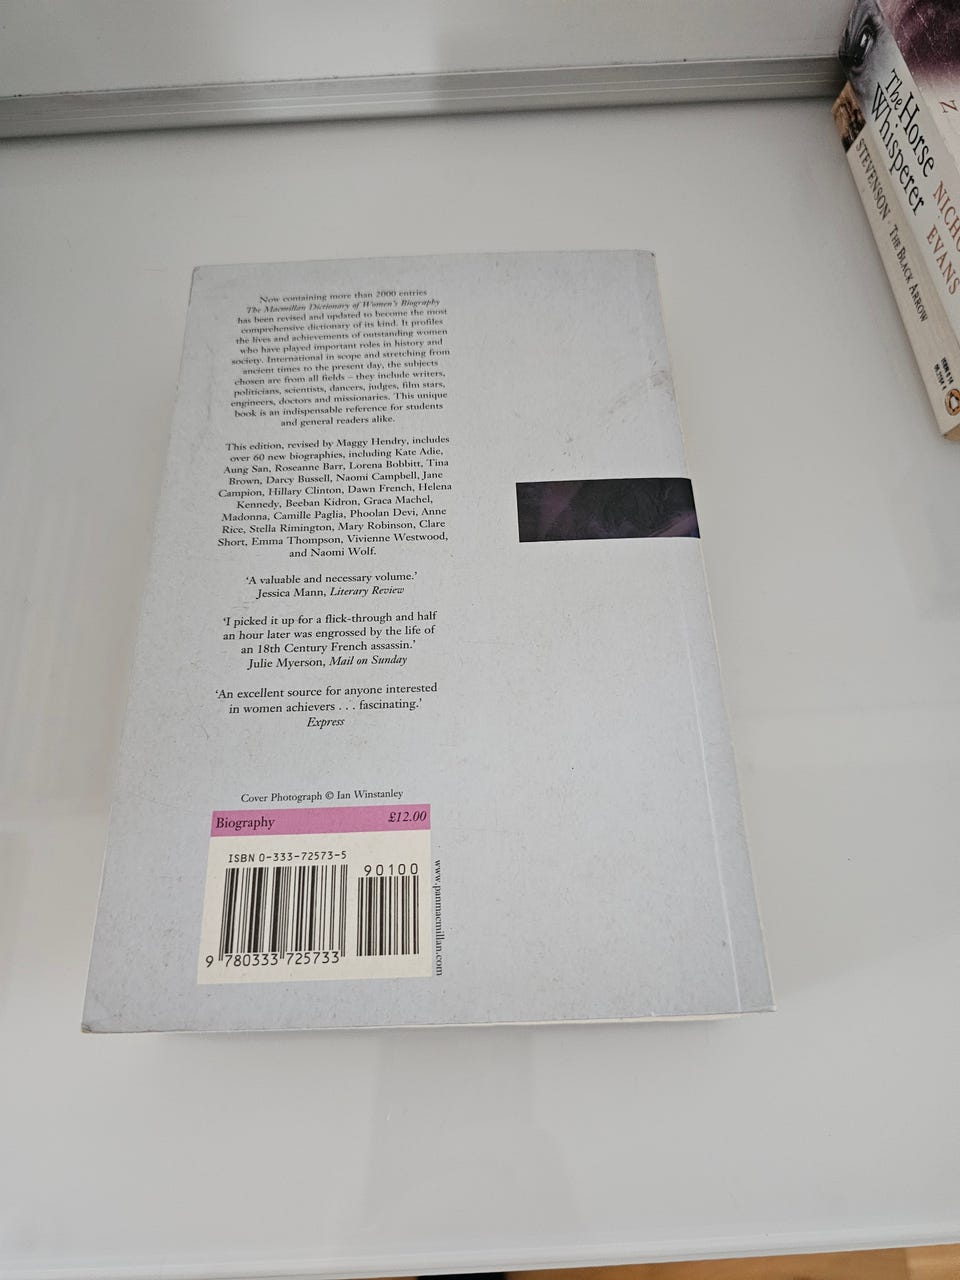 Now containing more than 2000 entries
The Macmillan Dictionary of Women's Biography
has been revised and updated to become the most
comprehensive dictionary of its kind. It profiles
the lives and achievements of outstanding women
who have played important roles in history and
society. International in scope and stretching from
ancient times to the present day, the subjects
chosen are from all fields – they include writers,
politicians, scientists, dancers, judges, film stars,
engineers, doctors and missionaries. This unique
book is an indispensable reference for students
and general readers alike.
This edition, revised by Maggy Hendry, includes
over 60 new biographies, including Kate Adie,
Aung San, Roseanne Barr, Lorena Bobbitt, Tina
Brown, Darcy Bussell, Naomi Campbell, Jane
Campion, Hillary Clinton, Dawn French, Helena
Kennedy, Beeban Kidron, Graca Machel,
Madonna, Camille Paglia, Phoolan Devi, Anne
Rice, Stella Rimington, Mary Robinson, Clare
Short, Emma Thompson, Vivienne Westwood,
and Naomi Wolf.
'A valuable and necessary volume.'
Jessica Mann, Literary Review
'I picked it up for a flick-through and half
an hour later was engrossed by the life of
an 18th Century French assassin.'
Julie Myerson, Mail on Sunday
'An excellent source for anyone interested
in women achievers . . . fascinating.'
Express
Cover Photograph © Ian Winstanley
Biography £12.00
ISBN 0-333-72573-5
90100
9 780333 725733
www.panmacmillan.com
The Horse
Whisperer
NICHO
EVANS
STEVENSON · THE BLACK ARROW